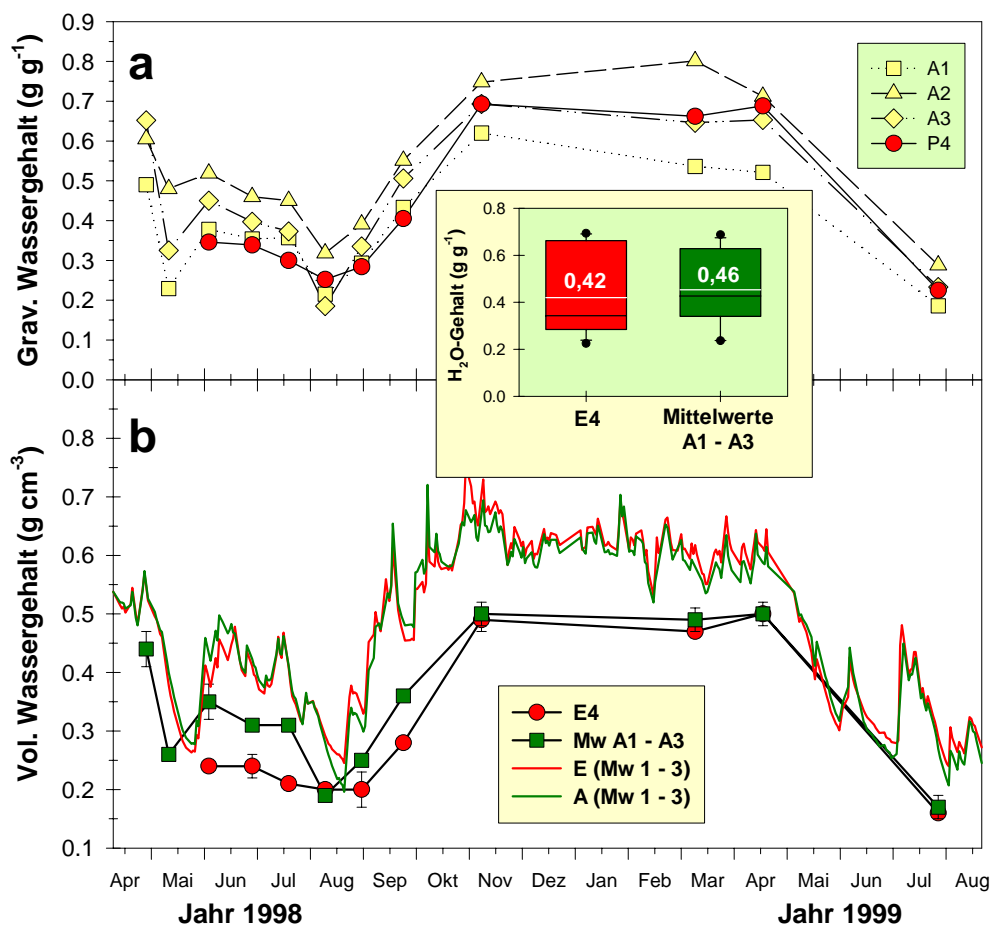 0.9
0.8
0.7
0.6
0.5
0.4
0.3
0.2
0.1
0.0
Grav. Wassergehalt (g g⁻¹)
a
A1
A2
A3
P4
0.8
0.6
0.4
0.2
0.0
H₂O-Gehalt (g g⁻¹)
0,42
0,46
E4
Mittelwerte
A1 - A3
b
0.8
0.7
0.6
0.5
0.4
0.3
0.2
0.1
Vol. Wassergehalt (g cm⁻³)
E4
Mw A1 - A3
E (Mw 1 - 3)
A (Mw 1 - 3)
Apr Mai Jun Jul Aug Sep Okt Nov Dez Jan Feb Mar Apr Mai Jun Jul Aug
Jahr 1998 Jahr 1999